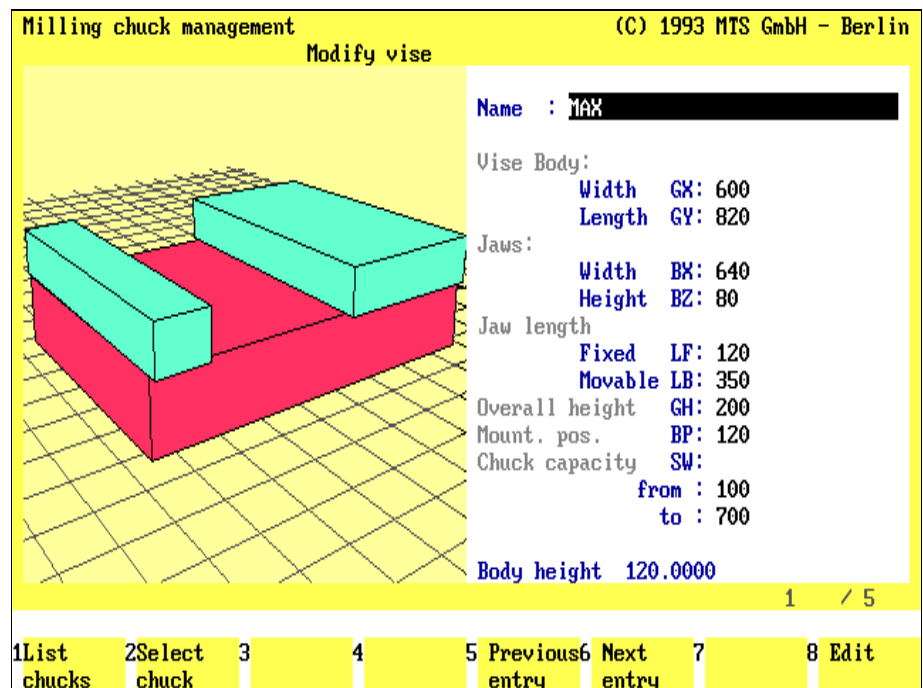 Milling chuck management (C) 1993 MTS GmbH - Berlin
Modify vise
Name : MAX
Vise Body:
Width GX: 600
Length GY: 820
Jaws:
Width BX: 640
Height BZ: 80
Jaw length
Fixed LF: 120
Movable LB: 350
Overall height GH: 200
Mount. pos. BP: 120
Chuck capacity SW:
from : 100
to : 700
Body height 120.0000
1 / 5
1List 2Select 3 4 5 Previous6 Next 7 8 Edit
chucks chuck entry entry